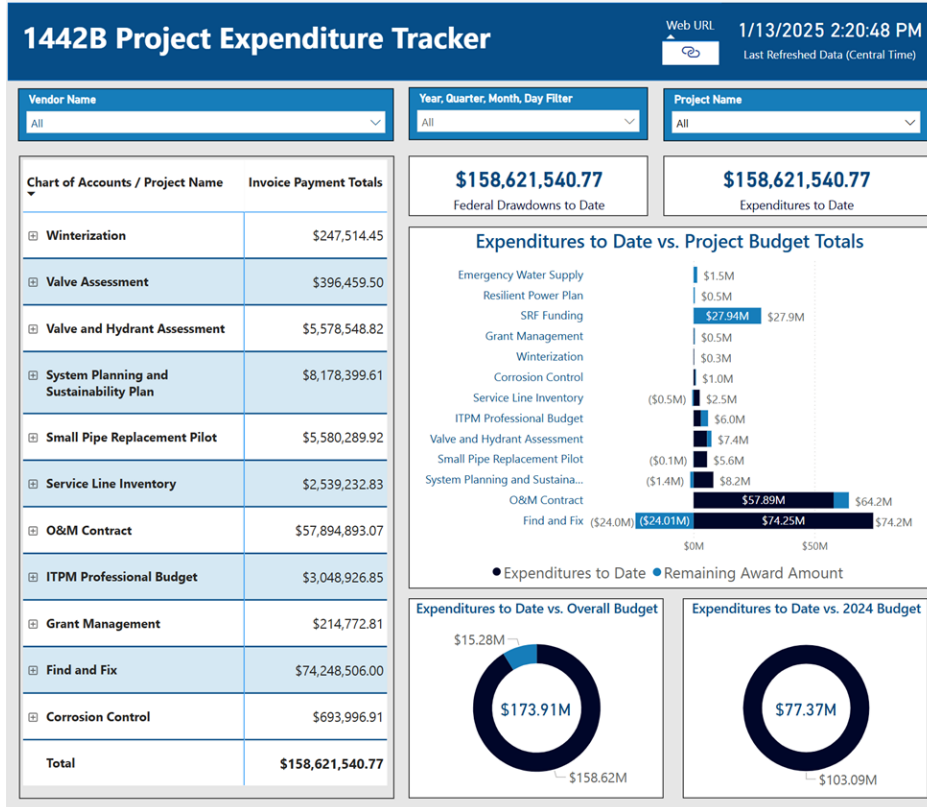 1442B Project Expenditure Tracker
Web URL
1/13/2025 2:20:48 PM
Last Refreshed Data (Central Time)
Vendor Name
All
Year, Quarter, Month, Day Filter
All
Project Name
All
Chart of Accounts / Project Name Invoice Payment Totals
Winterization $247,514.45
Valve Assessment $396,459.50
Valve and Hydrant Assessment $5,578,548.82
System Planning and $8,178,399.61
Sustainability Plan
Small Pipe Replacement Pilot $5,580,289.92
Service Line Inventory $2,539,232.83
O&M Contract $57,894,893.07
ITPM Professional Budget $3,048,926.85
Grant Management $214,772.81
Find and Fix $74,248,506.00
Corrosion Control $693,996.91
Total $158,621,540.77
$158,621,540.77
Federal Drawdowns to Date
$158,621,540.77
Expenditures to Date
Expenditures to Date vs. Project Budget Totals
Emergency Water Supply $1.5M
Resilient Power Plan $0.5M
SRF Funding $27.94M $27.9M
Grant Management $0.5M
Winterization $0.3M
Corrosion Control $1.0M
Service Line Inventory ($0.5M) $2.5M
ITPM Professional Budget $6.0M
Valve and Hydrant Assessment $7.4M
Small Pipe Replacement Pilot ($0.1M) $5.6M
System Planning and Sustaina... ($1.4M) $8.2M
O&M Contract $57.89M $64.2M
Find and Fix ($24.0M) ($24.01M) $74.25M $74.2M
$0M $50M
Expenditures to Date Remaining Award Amount
Expenditures to Date vs. Overall Budget
$15.28M
$173.91M
$158.62M
Expenditures to Date vs. 2024 Budget
$77.37M
$103.09M